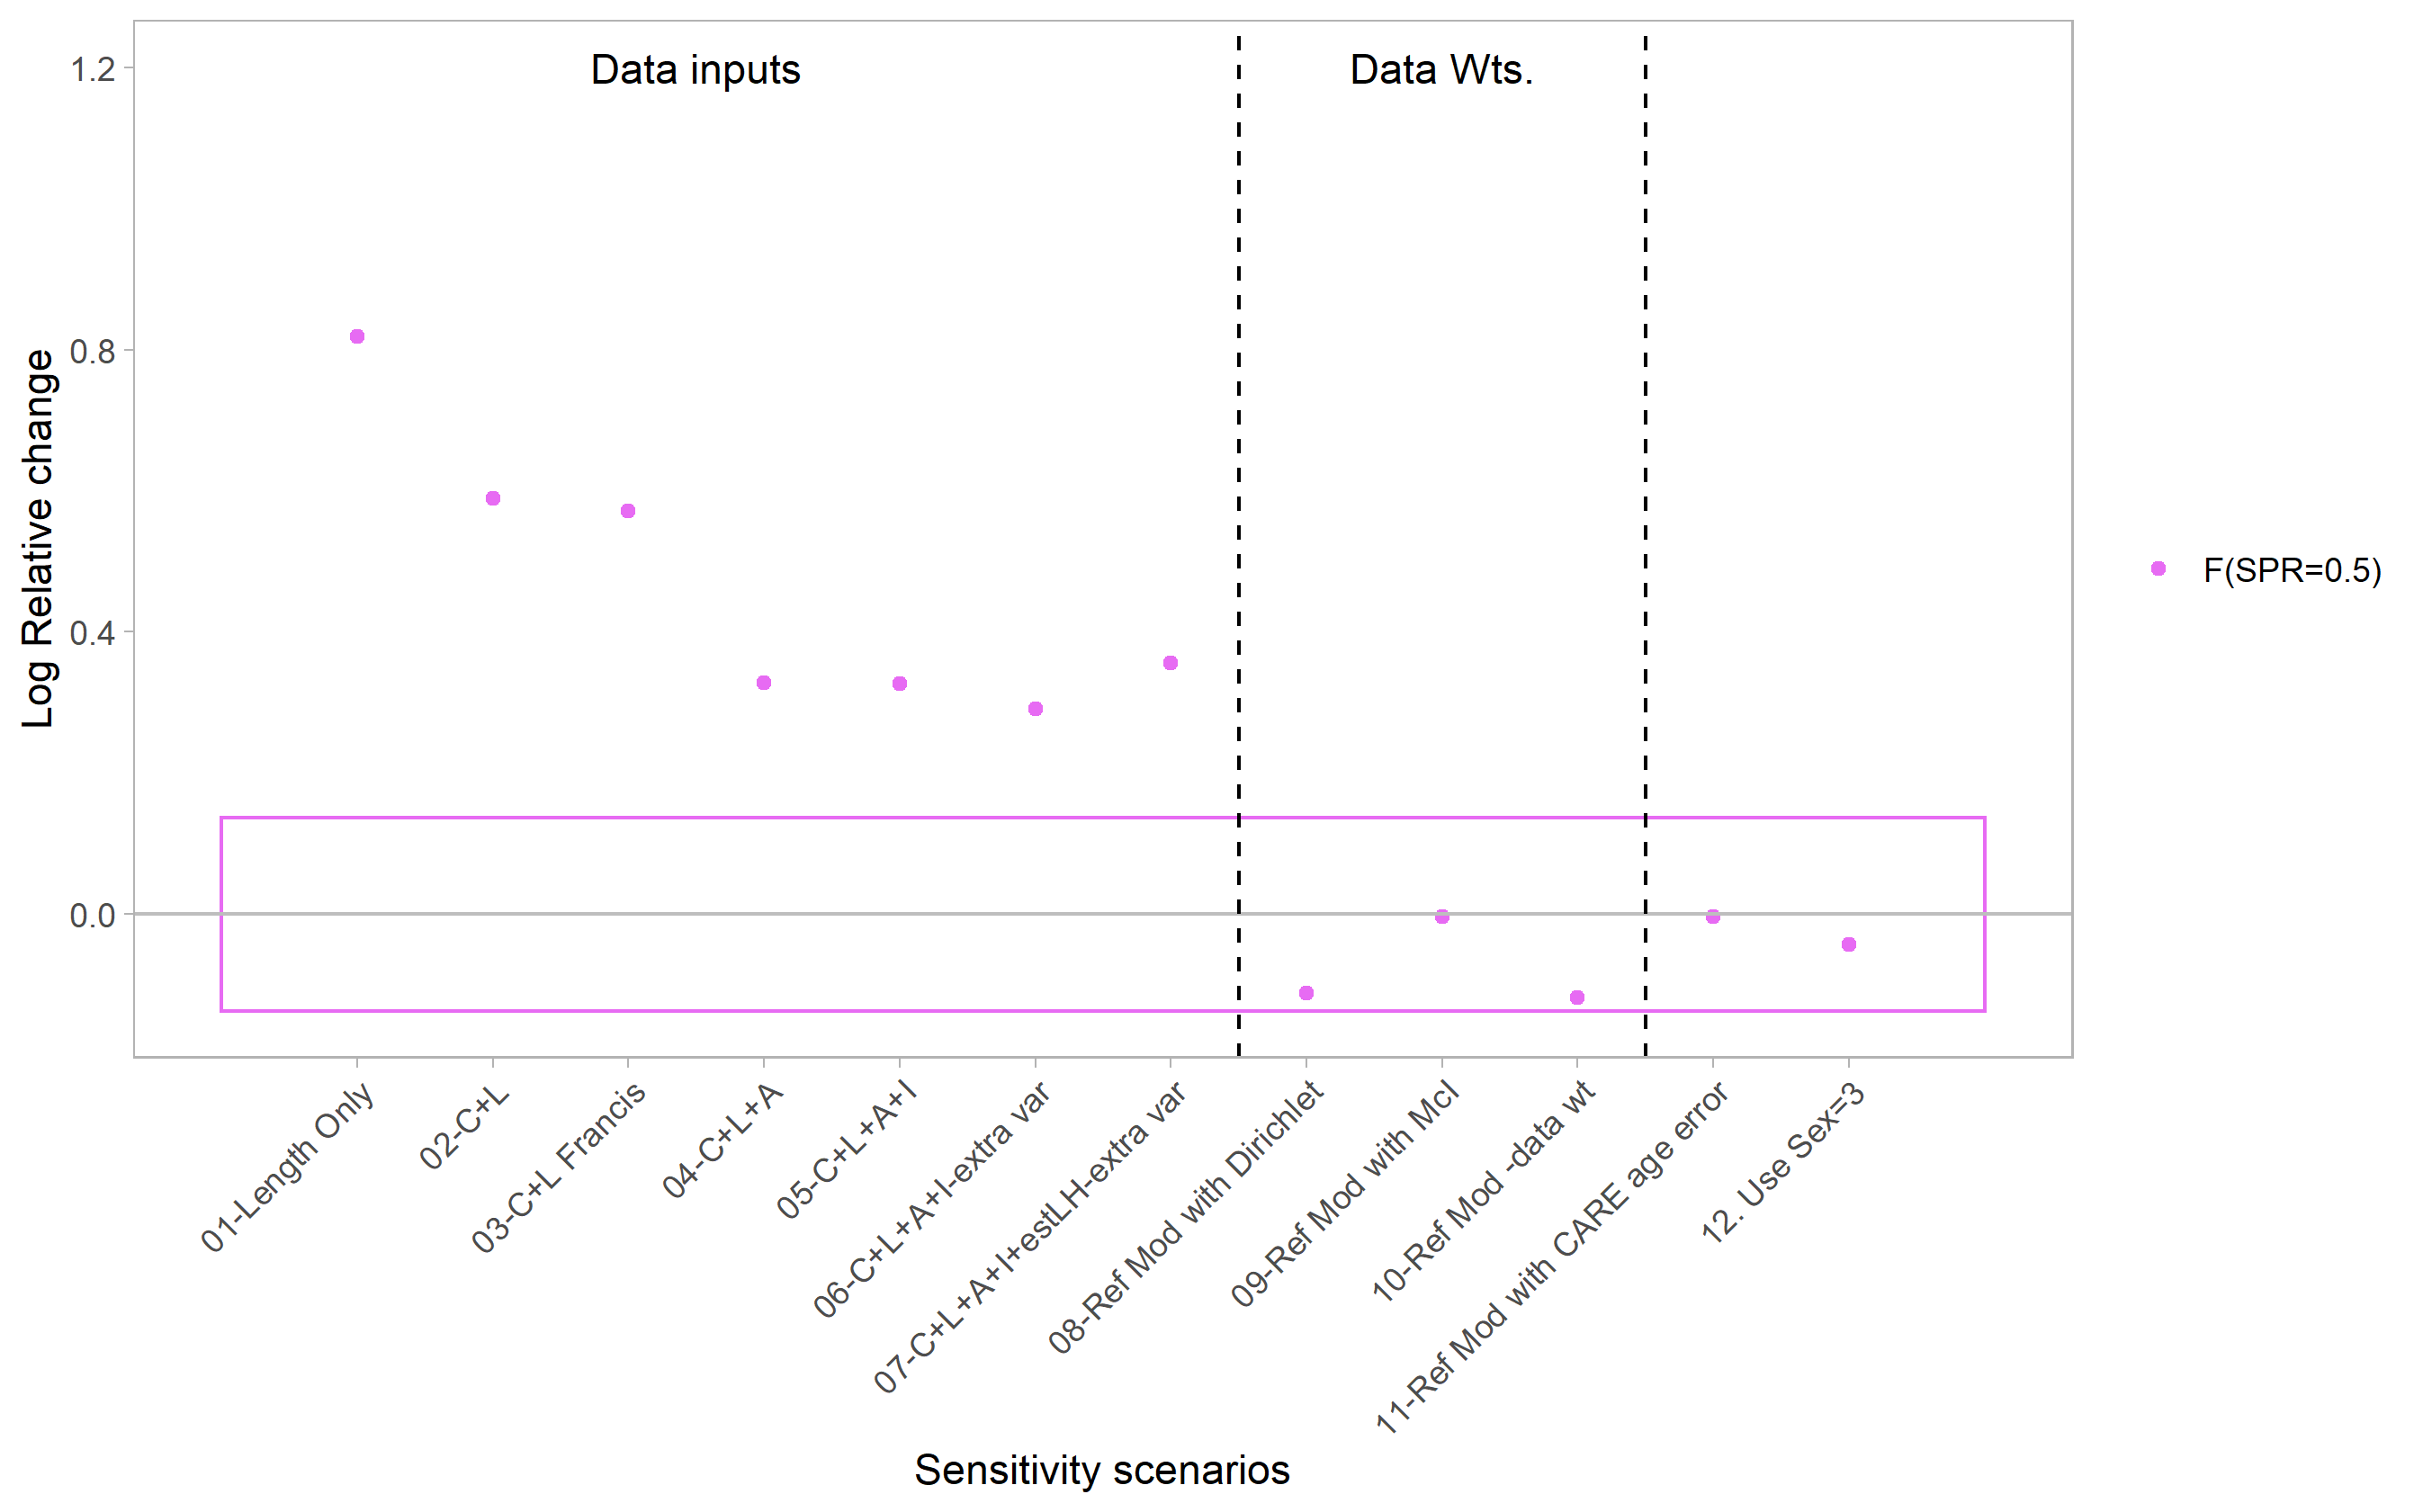 Data inputs
Data Wts.
1.2
0.8
0.4
0.0
Log Relative change
F(SPR=0.5)
01-Length Only
02-C+L
03-C+L Francis
04-C+L+A
05-C+L+A+I
06-C+L+A+I-extra var
07-C+L+A+I+estLH-extra var
08-Ref Mod with Dirichlet
09-Ref Mod with McI
10-Ref Mod -data wt
11-Ref Mod with CARE age error
12. Use Sex=3
Sensitivity scenarios